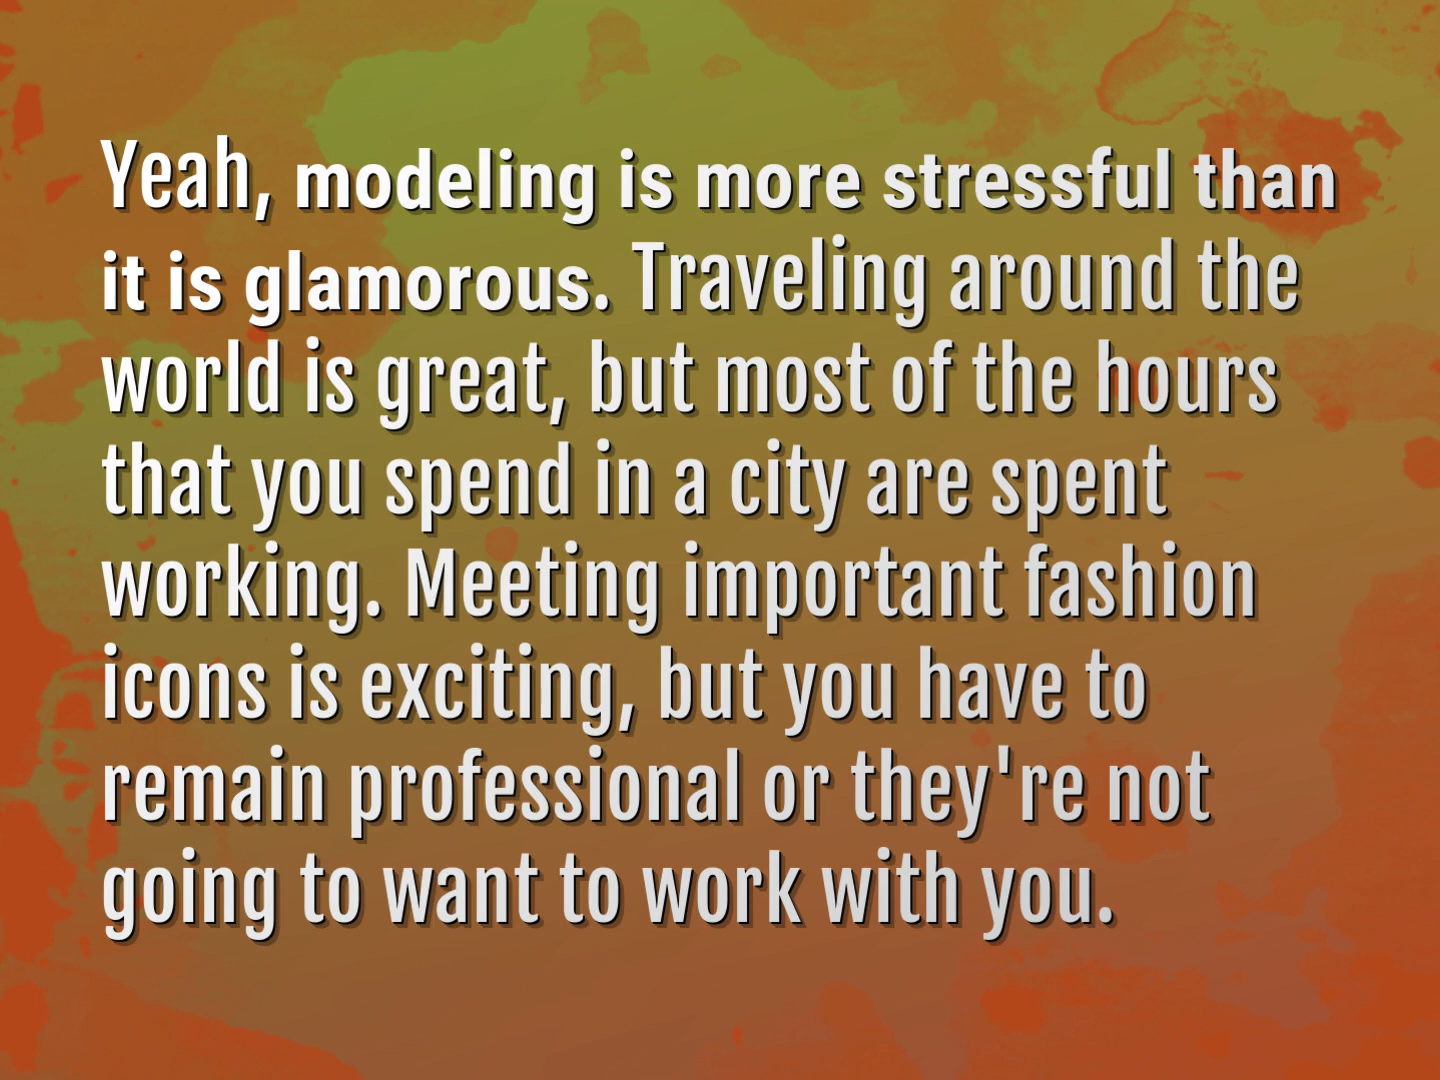 Yeah, modeling is more stressful than
it is glamorous. Traveling around the
world is great, but most of the hours
that you spend in a city are spent
working. Meeting important fashion
icons is exciting, but you have to
remain professional or they're not
going to want to work with you.